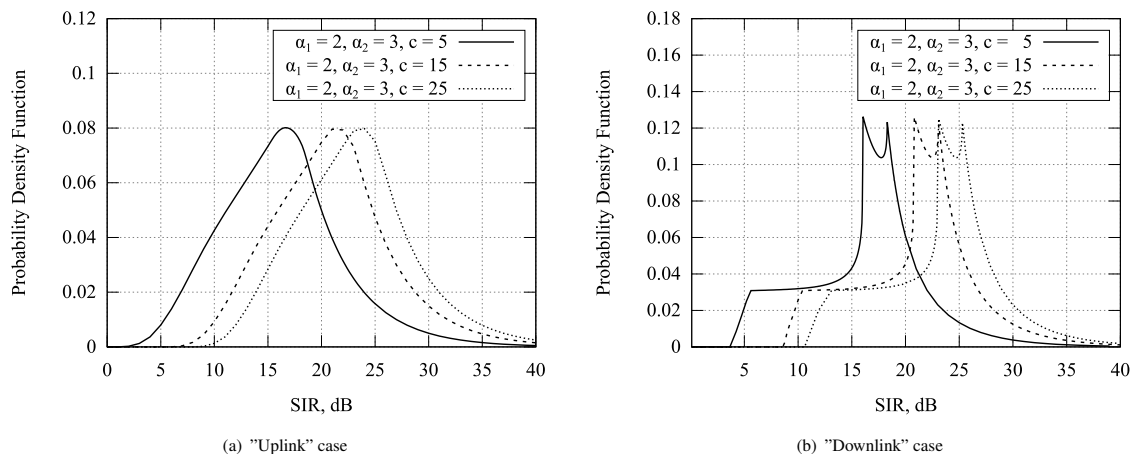 0.12
0.1
0.08
0.06
0.04
0.02
0
Probability Density Function
α1 = 2, α2 = 3, c = 5
α1 = 2, α2 = 3, c = 15
α1 = 2, α2 = 3, c = 25
0 5 10 15 20 25 30 35 40
SIR, dB
(a) ”Uplink” case
0.18
0.16
0.14
0.12
0.1
0.08
0.06
0.04
0.02
0
Probability Density Function
α1 = 2, α2 = 3, c = 5
α1 = 2, α2 = 3, c = 15
α1 = 2, α2 = 3, c = 25
5 10 15 20 25 30 35 40
SIR, dB
(b) ”Downlink” case